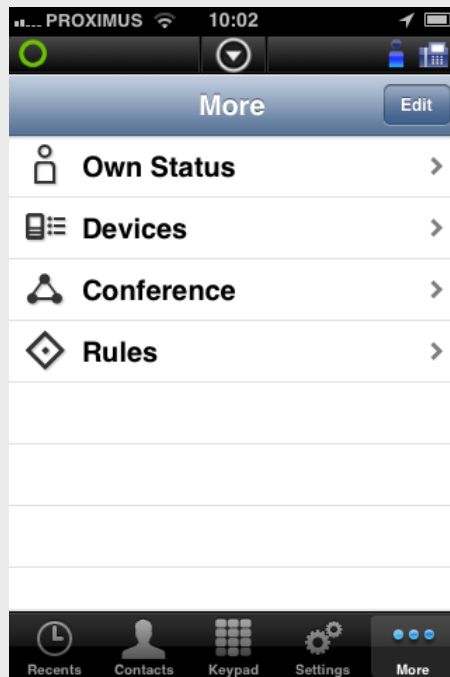 PROXIMUS 10:02
More Edit
Own Status
Devices
Conference
Rules
Recents Contacts Keypad Settings More